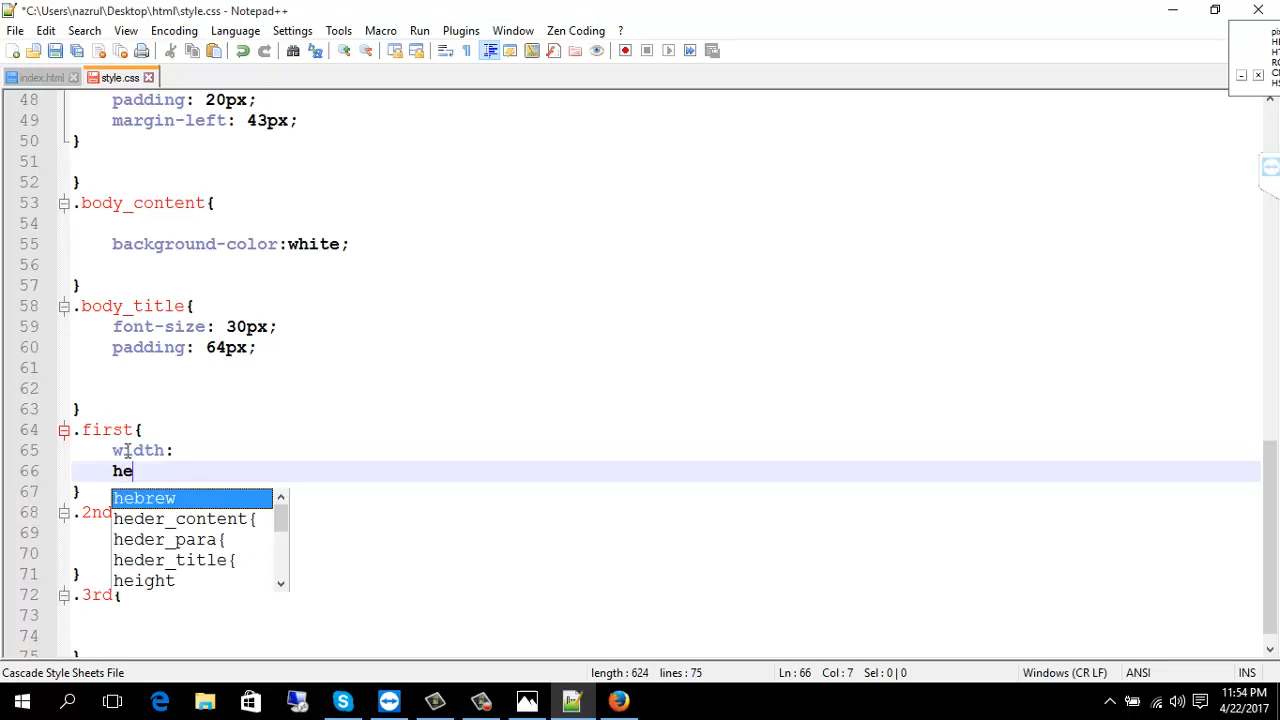 *C:\Users\nazrul\Desktop\html\style.css - Notepad++
File Edit Search View Encoding Language Settings Tools Macro Run Plugins Window Zen Coding ?
index.html style.css
48 padding: 20px;
49 margin-left: 43px;
50 }
51
52 }
53 .body_content{
54
55 background-color:white;
56
57 }
58 .body_title{
59 font-size: 30px;
60 padding: 64px;
61
62
63 }
64 .first{
65 width:
66 he
67 }
hebrew
68 .2nd
heder_content{
69
heder_para{
70
heder_title{
71 }
height
72 .3rd{
73
74
75 }
Cascade Style Sheets File length : 624 lines : 75 Ln : 66 Col : 7 Sel : 0 | 0 Windows (CR LF) ANSI INS
11:54 PM
4/22/2017